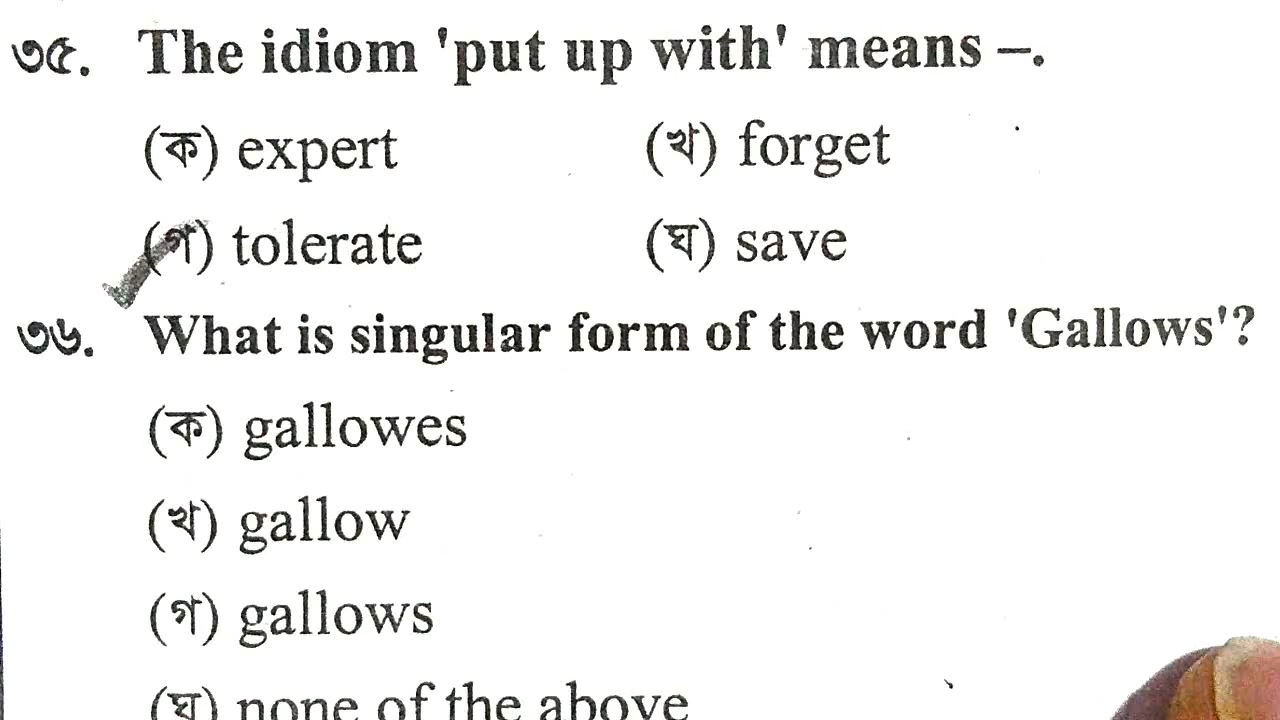 ৩৫. The idiom 'put up with' means –.
(ক) expert (খ) forget
(গ) tolerate (ঘ) save
৩৬. What is singular form of the word 'Gallows'?
(ক) gallowes
(খ) gallow
(গ) gallows
(ঘ) none of the above